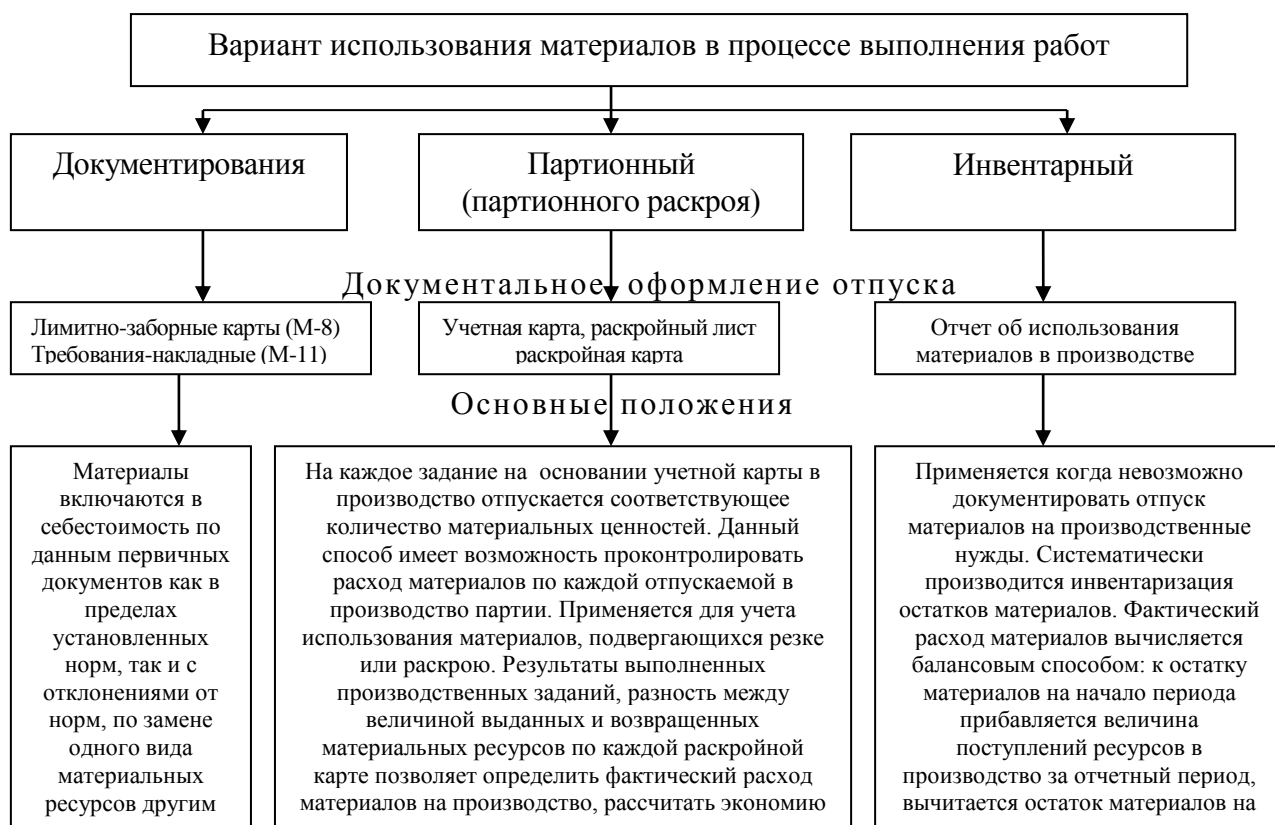 Вариант использования материалов в процессе выполнения работ
Документирования
Партионный
(партионного раскроя)
Инвентарный
Документальное оформление отпуска
Лимитно-заборные карты (М-8)
Требования-накладные (М-11)
Учетная карта, раскройный лист
раскройная карта
Отчет об использования
материалов в производстве
Основные положения
Материалы
включаются в
себестоимость по
данным первичных
документов как в
пределах
установленных
норм, так и с
отклонениями от
норм, по замене
одного вида
материальных
ресурсов другим
На каждое задание на основании учетной карты в
производство отпускается соответствующее
количество материальных ценностей. Данный
способ имеет возможность проконтролировать
расход материалов по каждой отпускаемой в
производство партии. Применяется для учета
использования материалов, подвергающихся резке
или раскрою. Результаты выполненных
производственных заданий, разность между
величиной выданных и возвращенных
материальных ресурсов по каждой раскройной
карте позволяет определить фактический расход
материалов на производство, рассчитать экономию
Применяется когда невозможно
документировать отпуск
материалов на производственные
нужды. Систематически
производится инвентаризация
остатков материалов. Фактический
расход материалов вычисляется
балансовым способом: к остатку
материалов на начало периода
прибавляется величина
поступлений ресурсов в
производство за отчетный период,
вычитается остаток материалов на